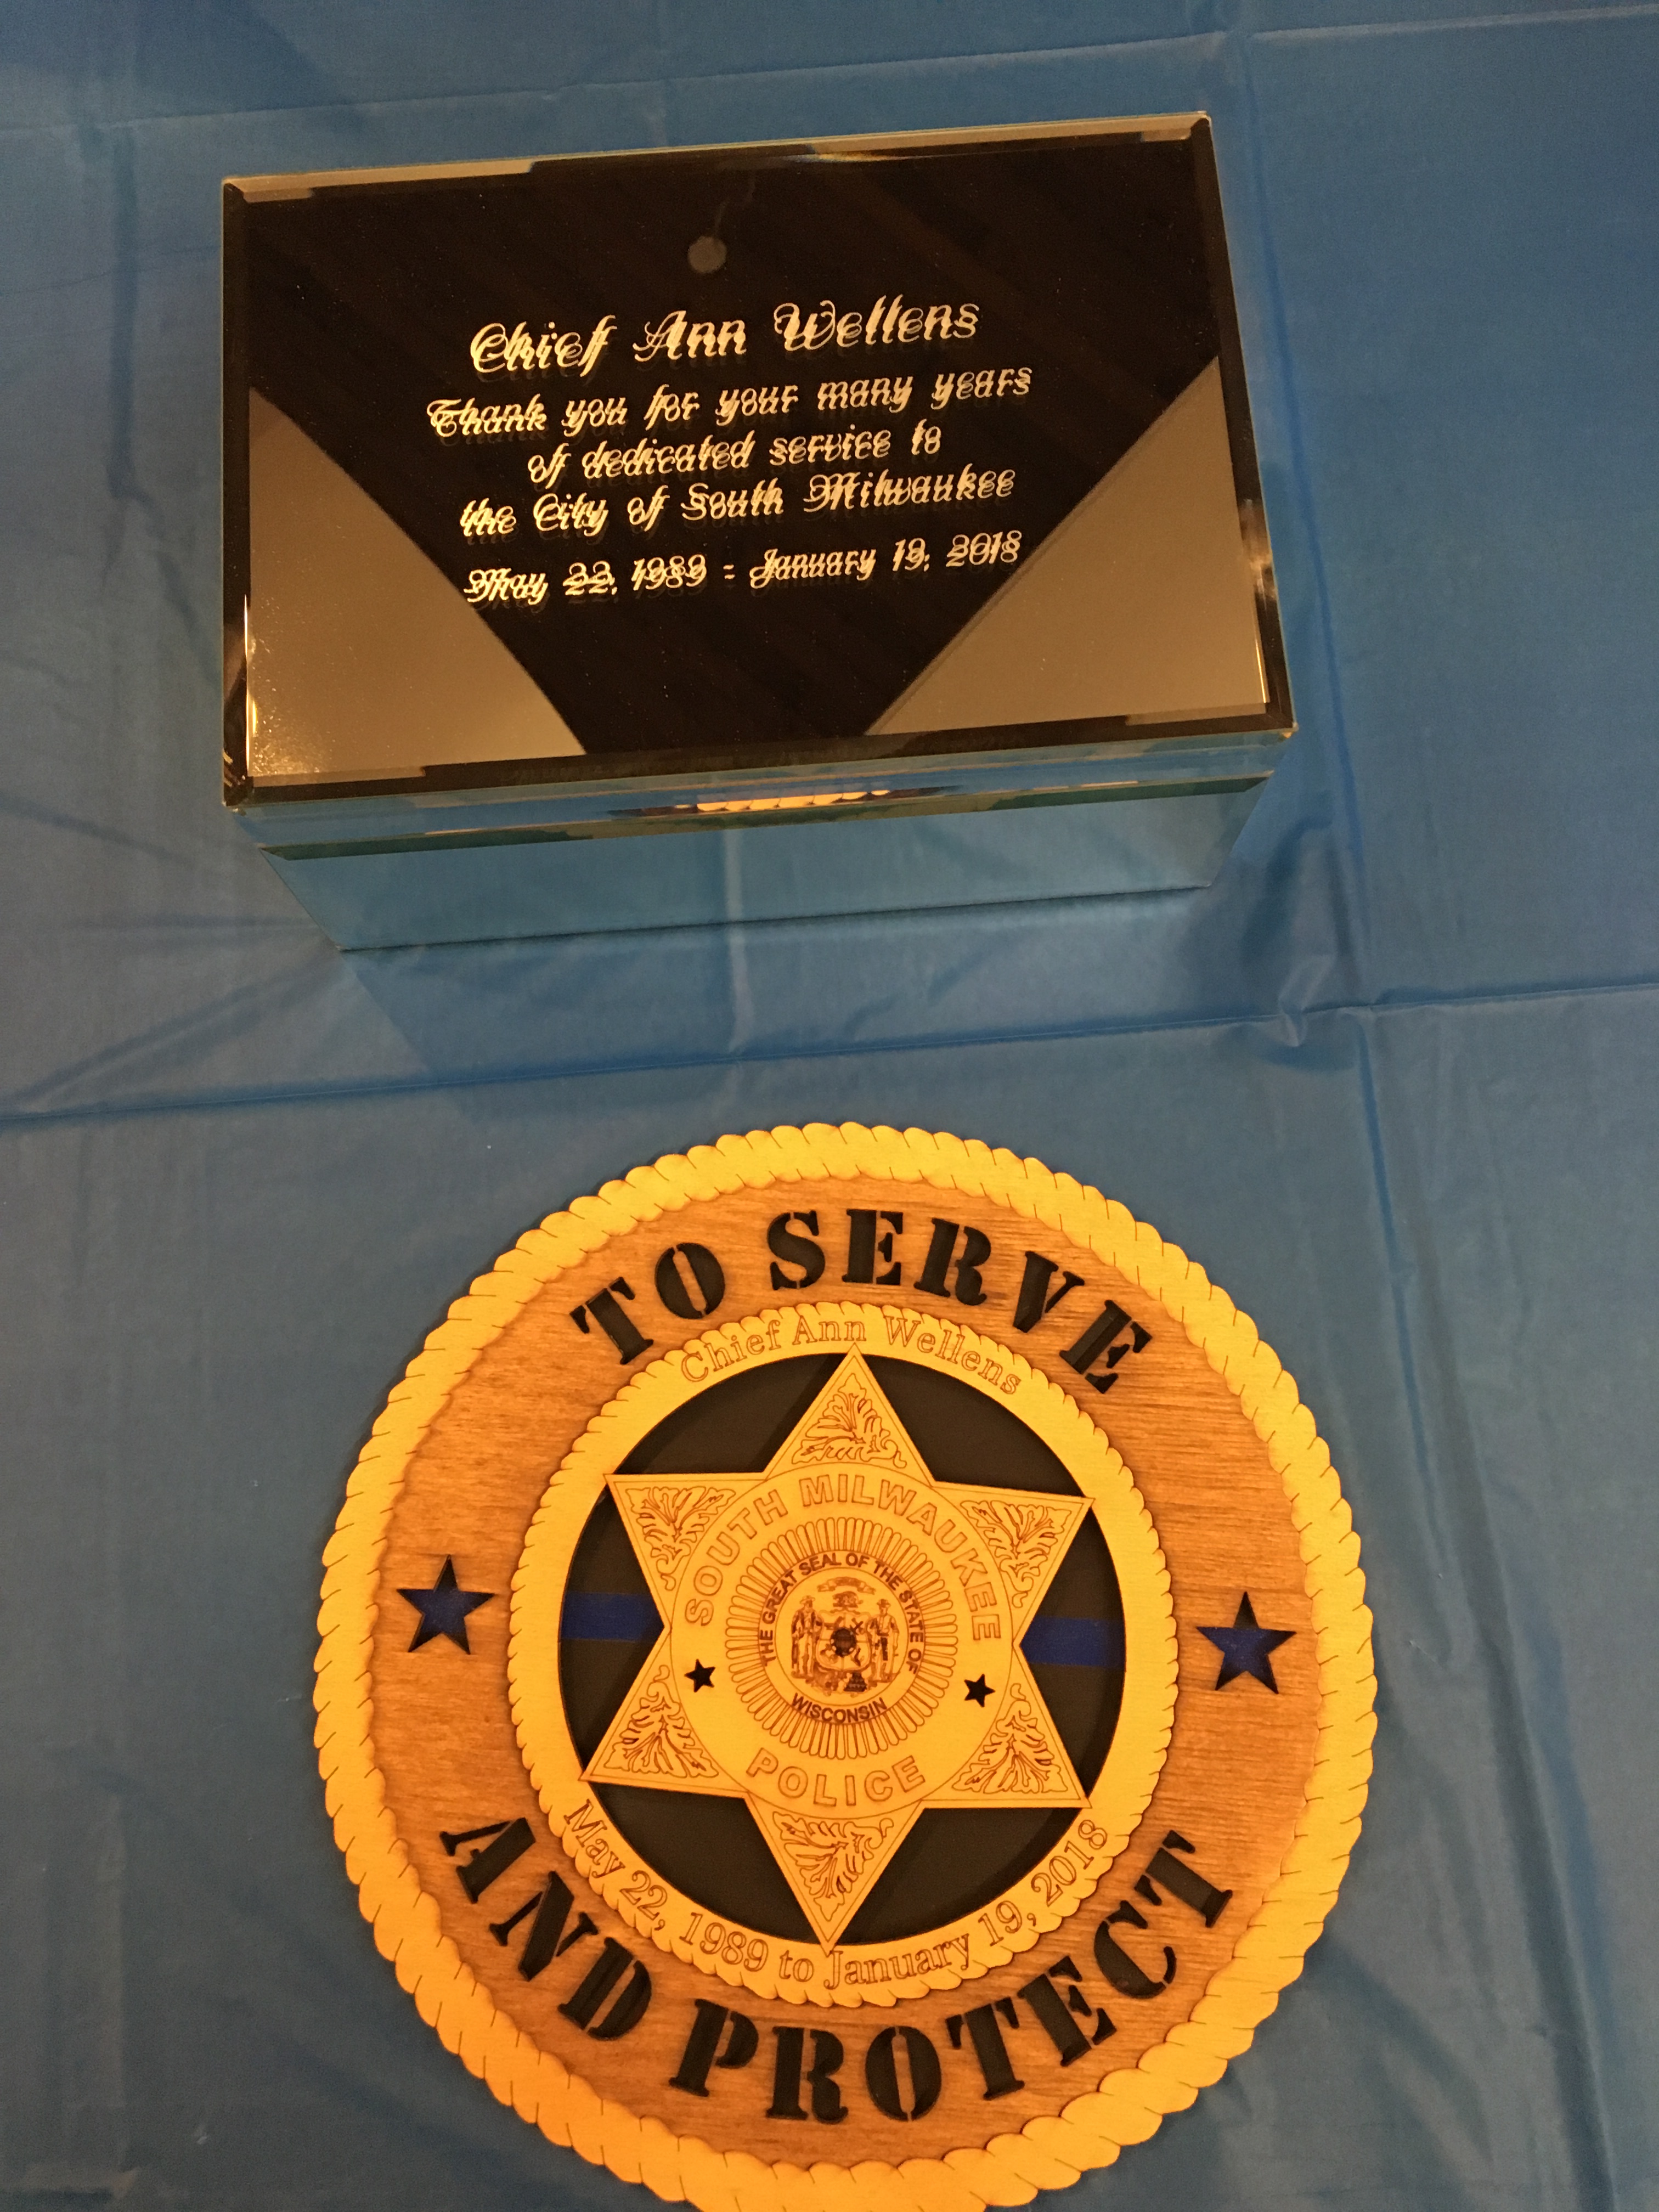 Chief Ann Wellens
Thank you for your many years
of dedicated service to
the City of South Milwaukee
May 22, 1989 - January 19, 2018
TO SERVE
Chief Ann Wellens
SOUTH MILWAUKEE
THE GREAT SEAL OF THE STATE OF
WISCONSIN
POLICE
May 22, 1989 to January 19, 2018
AND PROTECT